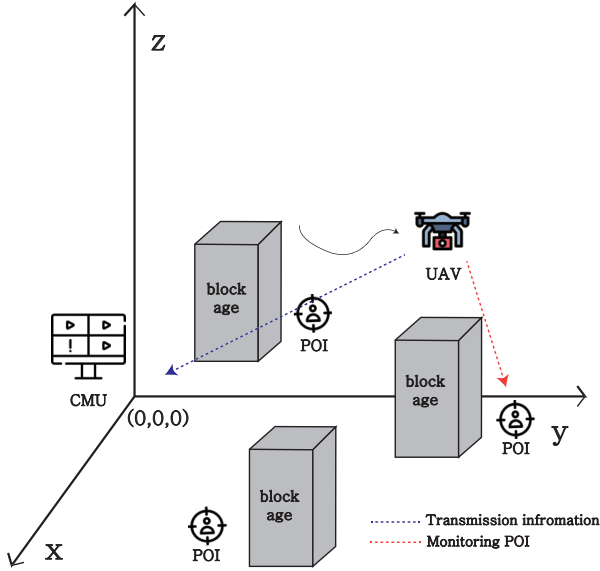 z
block
age
UAV
POI
block
age
CMU
(0,0,0)
y
POI
block
age
POI
x
Transmission infromation
Monitoring POI